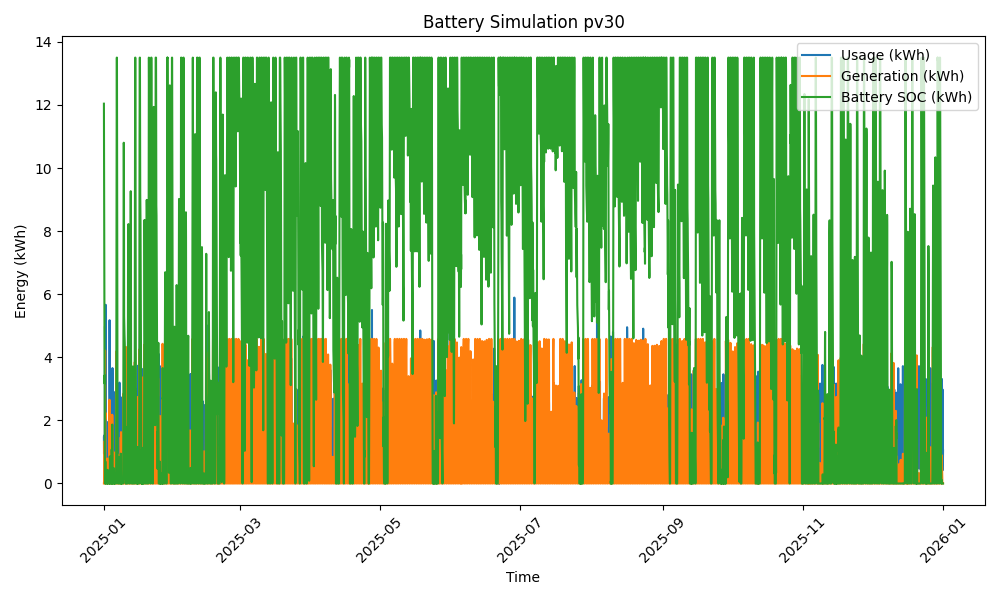 Battery Simulation pv30
Usage (kWh)
Generation (kWh)
Battery SOC (kWh)
Energy (kWh)
14
12
10
8
6
4
2
0
2025-01
2025-03
2025-05
2025-07
2025-09
2025-11
2026-01
Time